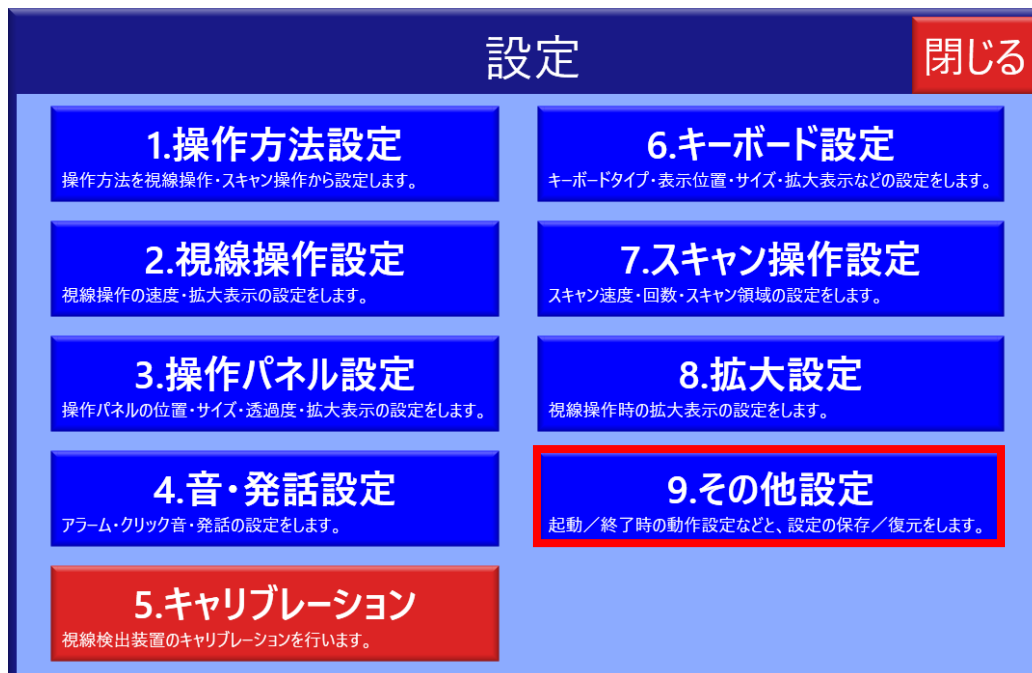 設定
閉じる
1.操作方法設定
操作方法を視線操作・スキャン操作から設定します。
2.視線操作設定
視線操作の速度・拡大表示の設定をします。
3.操作パネル設定
操作パネルの位置・サイズ・透過度・拡大表示の設定をします。
4.音・発話設定
アラーム・クリック音・発話の設定をします。
5.キャリブレーション
視線検出装置のキャリブレーションを行います。
6.キーボード設定
キーボードタイプ・表示位置・サイズ・拡大表示などの設定をします。
7.スキャン操作設定
スキャン速度・回数・スキャン領域の設定をします。
8.拡大設定
視線操作時の拡大表示の設定をします。
9.その他設定
起動／終了時の動作設定などと、設定の保存／復元をします。